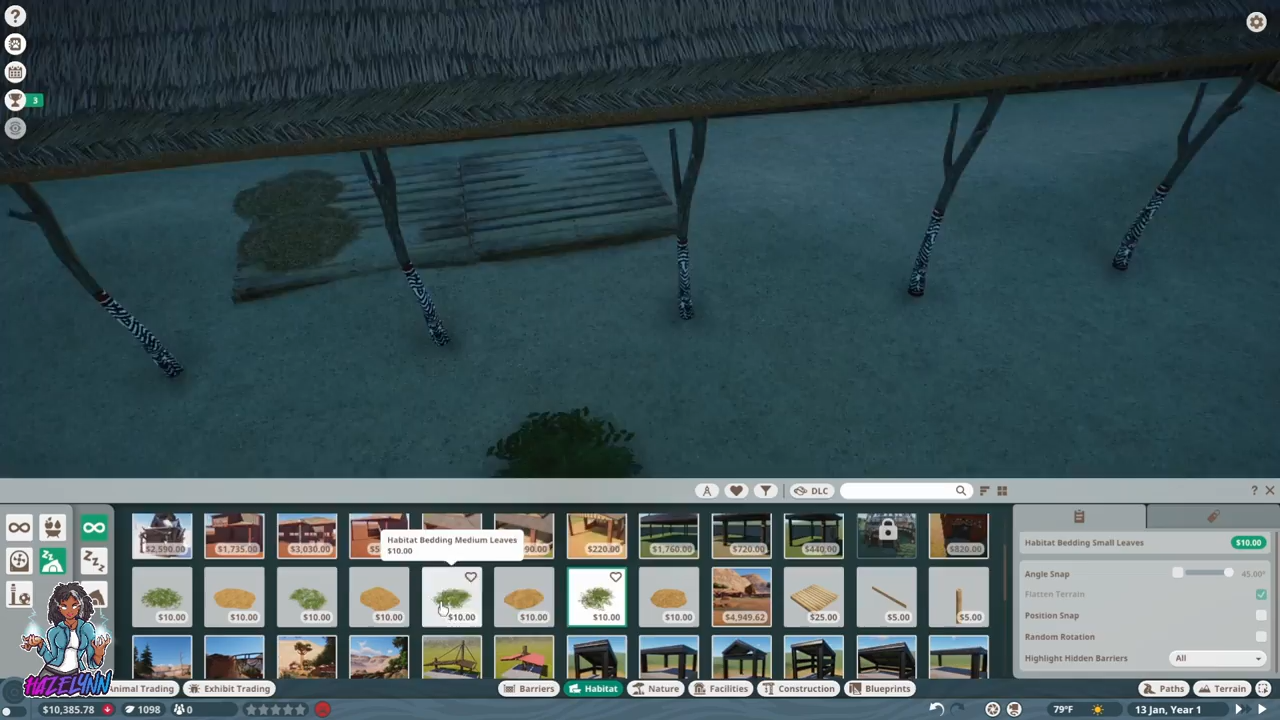 ?
3
DLC
? ×
Habitat Bedding Medium Leaves
$10.00
$2,590.00 $1,735.00 $3,030.00 $220.00 $1,760.00 $720.00 $440.00 $820.00
$10.00 $10.00 $10.00 $10.00 $10.00 $10.00 $10.00 $10.00 $4,949.62 $25.00 $5.00 $5.00
Habitat Bedding Small Leaves $10.00
Angle Snap 45.00°
Flatten Terrain
Position Snap
Random Rotation
Highlight Hidden Barriers All
HAZELYNN
Animal Trading Exhibit Trading Barriers Habitat Nature Facilities Construction Blueprints Paths Terrain
$10,385.78 1098 0 79°F 13 Jan, Year 1